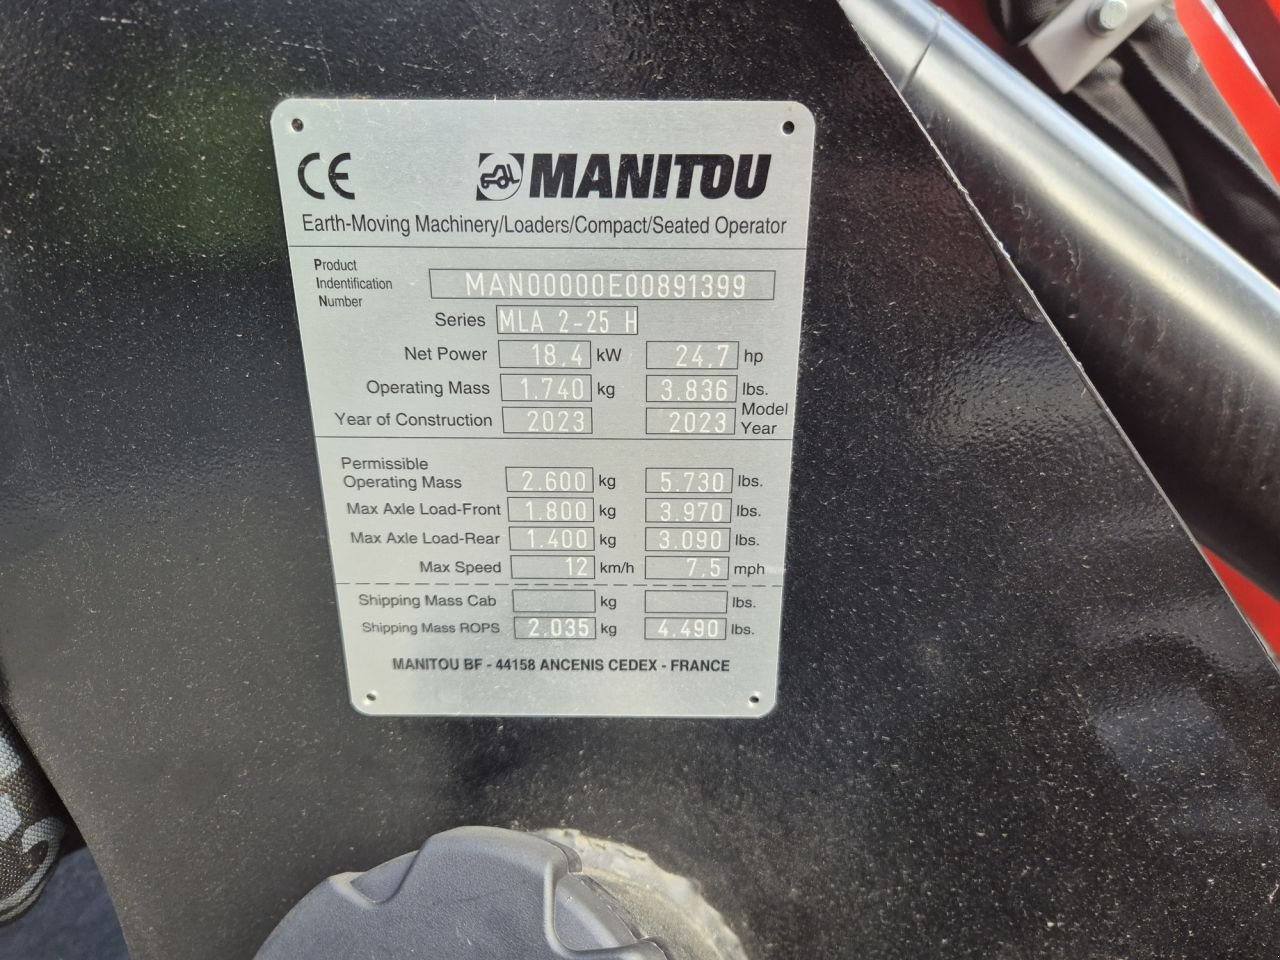 CE MANITOU
Earth-Moving Machinery/Loaders/Compact/Seated Operator
Product
Indentification
Number
MAN00000E00891399
Series MLA 2-25 H
Net Power 18,4 kW 24,7 hp
Operating Mass 1.740 kg 3.836 lbs.
Year of Construction 2023 2023 Model
Year
Permissible
Operating Mass 2.600 kg 5.730 lbs.
Max Axle Load-Front 1.800 kg 3.970 lbs.
Max Axle Load-Rear 1.400 kg 3.090 lbs.
Max Speed 12 km/h 7,5 mph
Shipping Mass Cab kg lbs.
Shipping Mass ROPS 2.035 kg 4.490 lbs.
MANITOU BF - 44158 ANCENIS CEDEX - FRANCE